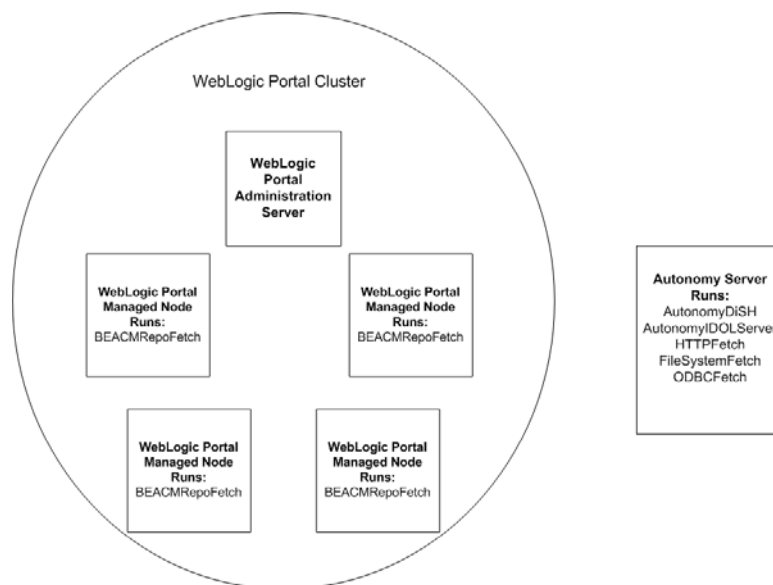 WebLogic Portal Cluster
WebLogic
Portal
Administration
Server
WebLogic Portal
Managed Node
Runs:
BEACMRepoFetch
WebLogic Portal
Managed Node
Runs:
BEACMRepoFetch
Autonomy Server
Runs:
AutonomyDiSH
AutonomyIDOLServer
HTTPFetch
FileSystemFetch
ODBCFetch
WebLogic Portal
Managed Node
Runs:
BEACMRepoFetch
WebLogic Portal
Managed Node
Runs:
BEACMRepoFetch